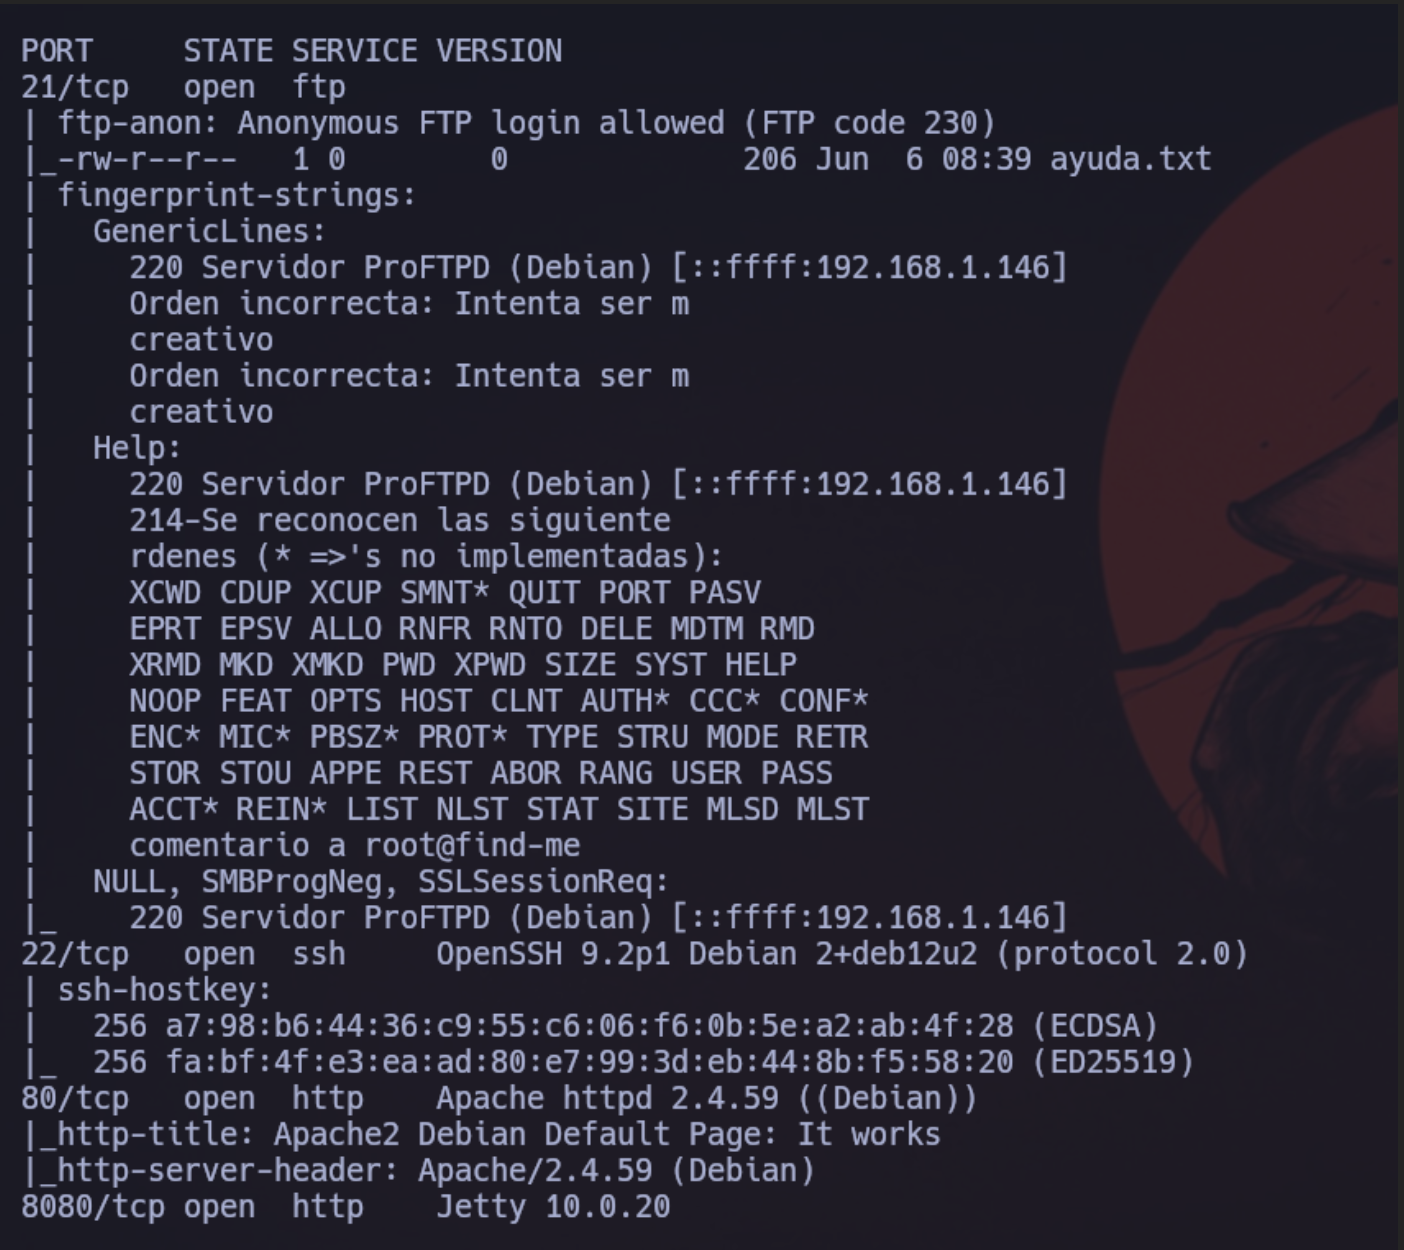 PORT     STATE SERVICE VERSION
21/tcp   open  ftp
| ftp-anon: Anonymous FTP login allowed (FTP code 230)
|_-rw-r--r--   1 0        0             206 Jun  6 08:39 ayuda.txt
| fingerprint-strings:
|   GenericLines:
|     220 Servidor ProFTPD (Debian) [::ffff:192.168.1.146]
|     Orden incorrecta: Intenta ser m
|     creativo
|     Orden incorrecta: Intenta ser m
|     creativo
|   Help:
|     220 Servidor ProFTPD (Debian) [::ffff:192.168.1.146]
|     214-Se reconocen las siguiente
|     rdenes (* =>'s no implementadas):
|     XCWD CDUP XCUP SMNT* QUIT PORT PASV
|     EPRT EPSV ALLO RNFR RNTO DELE MDTM RMD
|     XRMD MKD XMKD PWD XPWD SIZE SYST HELP
|     NOOP FEAT OPTS HOST CLNT AUTH* CCC* CONF*
|     ENC* MIC* PBSZ* PROT* TYPE STRU MODE RETR
|     STOR STOU APPE REST ABOR RANG USER PASS
|     ACCT* REIN* LIST NLST STAT SITE MLSD MLST
|     comentario a root@find-me
|   NULL, SMBProgNeg, SSLSessionReq:
|_    220 Servidor ProFTPD (Debian) [::ffff:192.168.1.146]
22/tcp   open  ssh     OpenSSH 9.2p1 Debian 2+deb12u2 (protocol 2.0)
| ssh-hostkey:
|   256 a7:98:b6:44:36:c9:55:c6:06:f6:0b:5e:a2:ab:4f:28 (ECDSA)
|_  256 fa:bf:4f:e3:ea:ad:80:e7:99:3d:eb:44:8b:f5:58:20 (ED25519)
80/tcp   open  http    Apache httpd 2.4.59 ((Debian))
|_http-title: Apache2 Debian Default Page: It works
|_http-server-header: Apache/2.4.59 (Debian)
8080/tcp open  http    Jetty 10.0.20